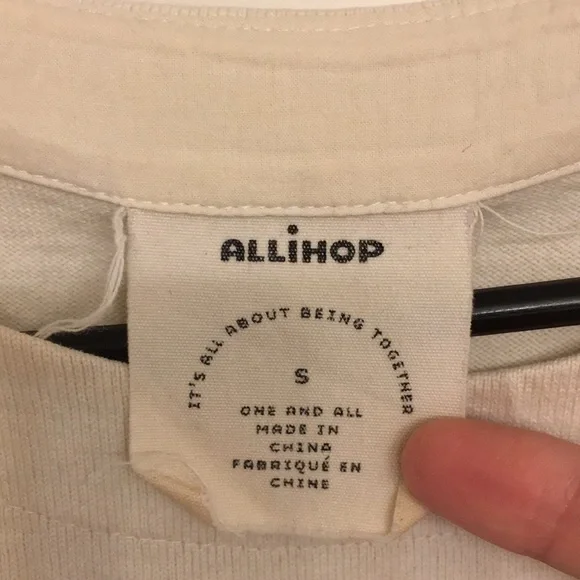 ALLiHOP
IT'S ALL ABOUT BEING TOGETHER
S
ONE AND ALL
MADE IN
CHINA
FABRIQUÉ EN
CHINE